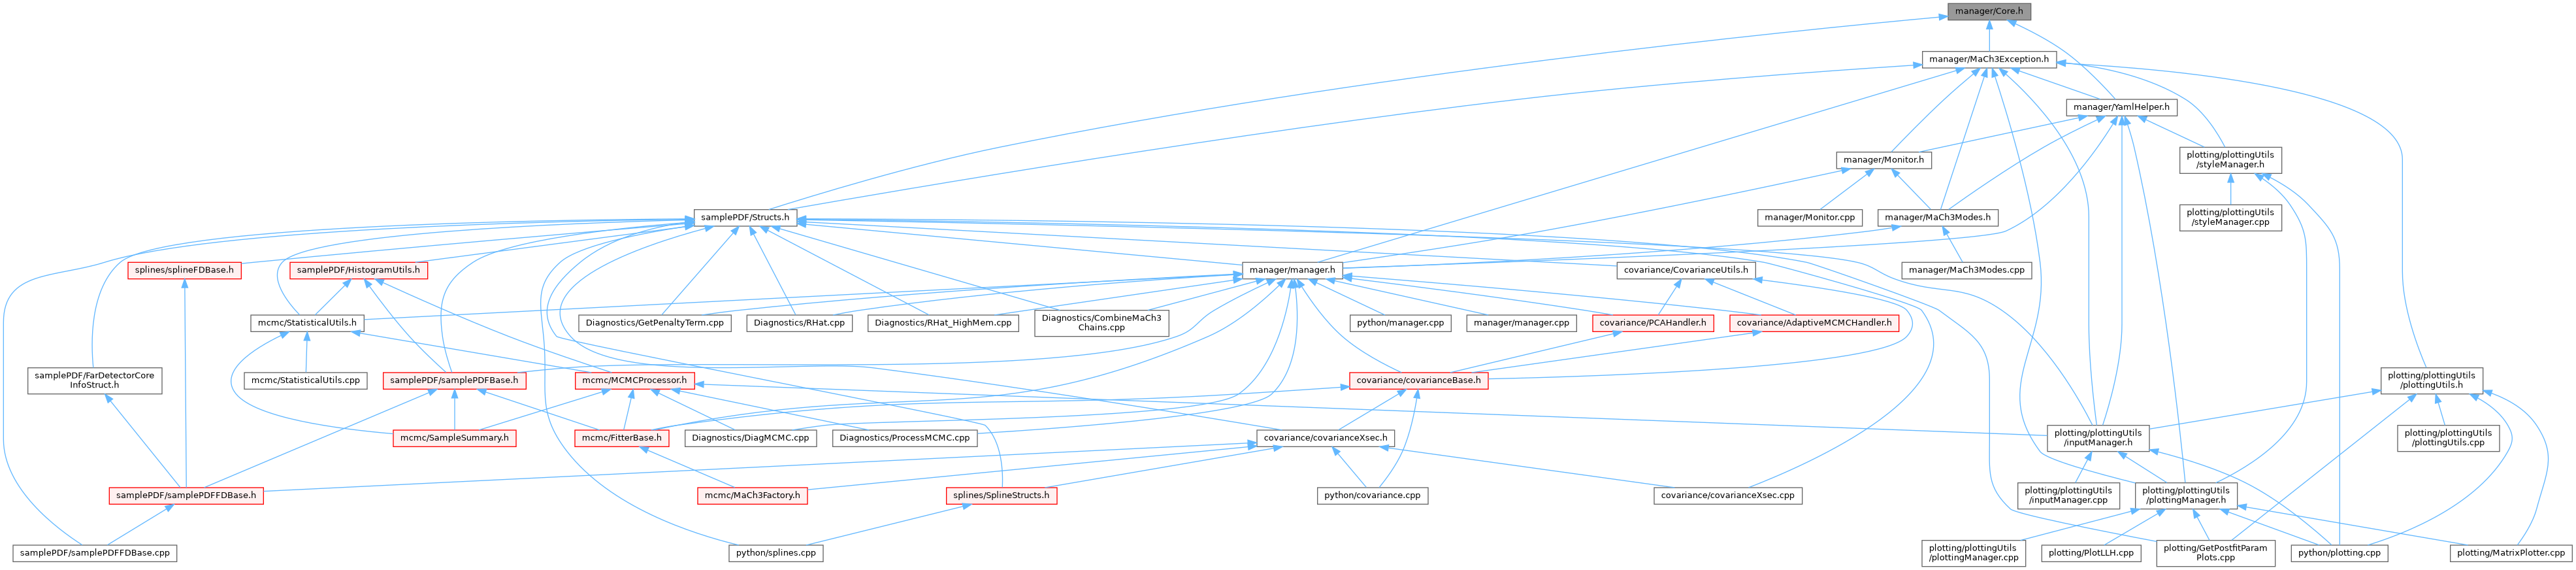 manager/Core.h
manager/MaCh3Exception.h
manager/YamlHelper.h
manager/Monitor.h
plotting/plottingUtils
/styleManager.h
samplePDF/Structs.h
manager/Monitor.cpp
manager/MaCh3Modes.h
plotting/plottingUtils
/styleManager.cpp
splines/splineFDBase.h
samplePDF/HistogramUtils.h
manager/manager.h
covariance/CovarianceUtils.h
manager/MaCh3Modes.cpp
mcmc/StatisticalUtils.h
Diagnostics/GetPenaltyTerm.cpp
Diagnostics/RHat.cpp
Diagnostics/RHat_HighMem.cpp
Diagnostics/CombineMaCh3
Chains.cpp
python/manager.cpp
manager/manager.cpp
covariance/PCAHandler.h
covariance/AdaptiveMCMCHandler.h
samplePDF/FarDetectorCore
InfoStruct.h
mcmc/StatisticalUtils.cpp
samplePDF/samplePDFBase.h
mcmc/MCMCProcessor.h
covariance/covarianceBase.h
plotting/plottingUtils
/plottingUtils.h
mcmc/SampleSummary.h
mcmc/FitterBase.h
Diagnostics/DiagMCMC.cpp
Diagnostics/ProcessMCMC.cpp
covariance/covarianceXsec.h
plotting/plottingUtils
/inputManager.h
plotting/plottingUtils
/plottingUtils.cpp
samplePDF/samplePDFFDBase.h
mcmc/MaCh3Factory.h
splines/SplineStructs.h
python/covariance.cpp
covariance/covarianceXsec.cpp
plotting/plottingUtils
/inputManager.cpp
plotting/plottingUtils
/plottingManager.h
samplePDF/samplePDFFDBase.cpp
python/splines.cpp
plotting/plottingUtils
/plottingManager.cpp
plotting/PlotLLH.cpp
plotting/GetPostfitParam
Plots.cpp
python/plotting.cpp
plotting/MatrixPlotter.cpp